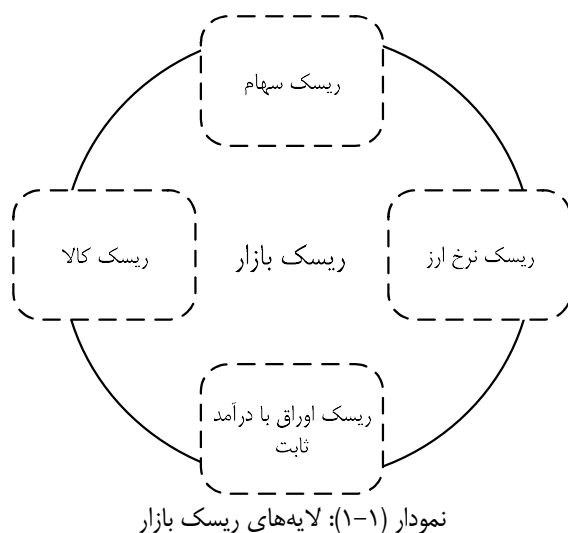 ریسک سهام
ریسک نرخ ارز
ریسک بازار
ریسک کالا
ریسک اوراق با درآمد
ثابت
نمودار (۱-۱): لایه‌های ریسک بازار